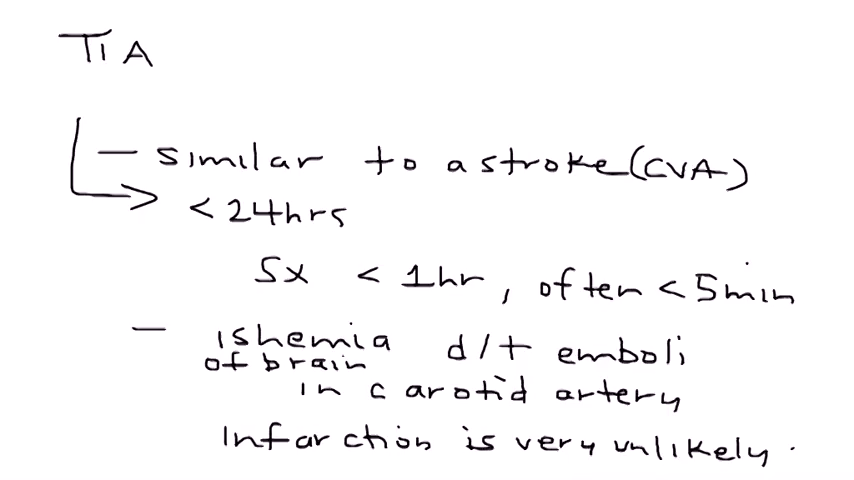 TIA
- similar to a stroke (CVA)
< 24hrs
Sx < 1hr, often < 5min
- ishemia d/t emboli
of brain
in carotid artery
Infarction is very unlikely.